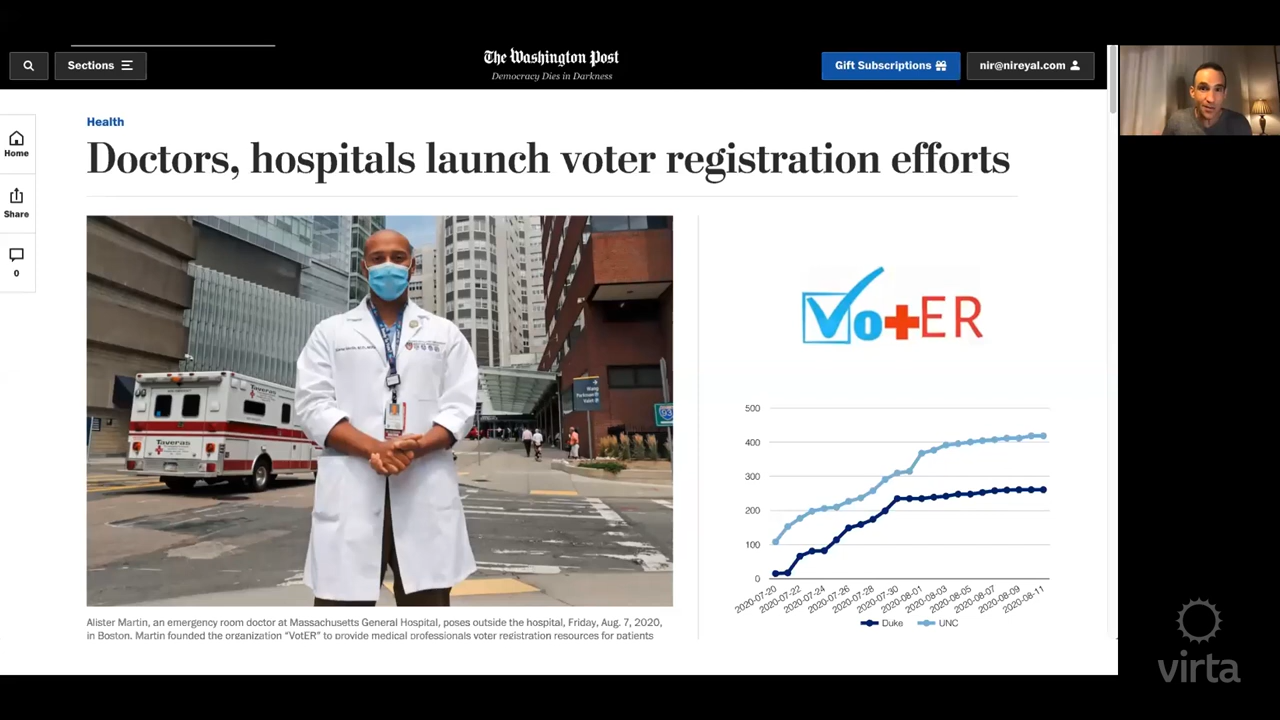 The Washington Post
Democracy Dies in Darkness
Sections
Gift Subscriptions
nir@nireyal.com
Health
Doctors, hospitals launch voter registration efforts
Home
Share
0
Taveras
Taveras
VotER
500
400
300
200
100
0
2020-07-20
2020-07-22
2020-07-24
2020-07-26
2020-07-28
2020-07-30
2020-08-01
2020-08-03
2020-08-05
2020-08-07
2020-08-09
2020-08-11
Duke UNC
Alister Martin, an emergency room doctor at Massachusetts General Hospital, poses outside the hospital, Friday, Aug. 7, 2020,
in Boston. Martin founded the organization “VotER” to provide medical professionals voter registration resources for patients
virta